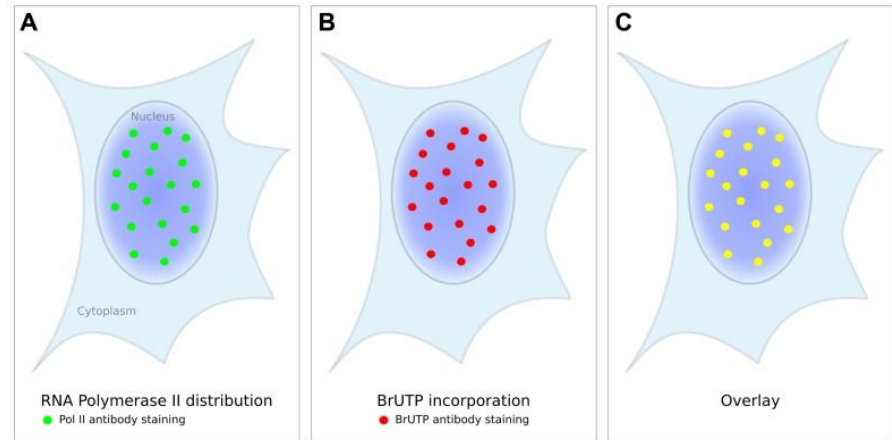 A
B
C
Nucleus
Cytoplasm
RNA Polymerase II distribution
Pol II antibody staining
BrUTP incorporation
BrUTP antibody staining
Overlay